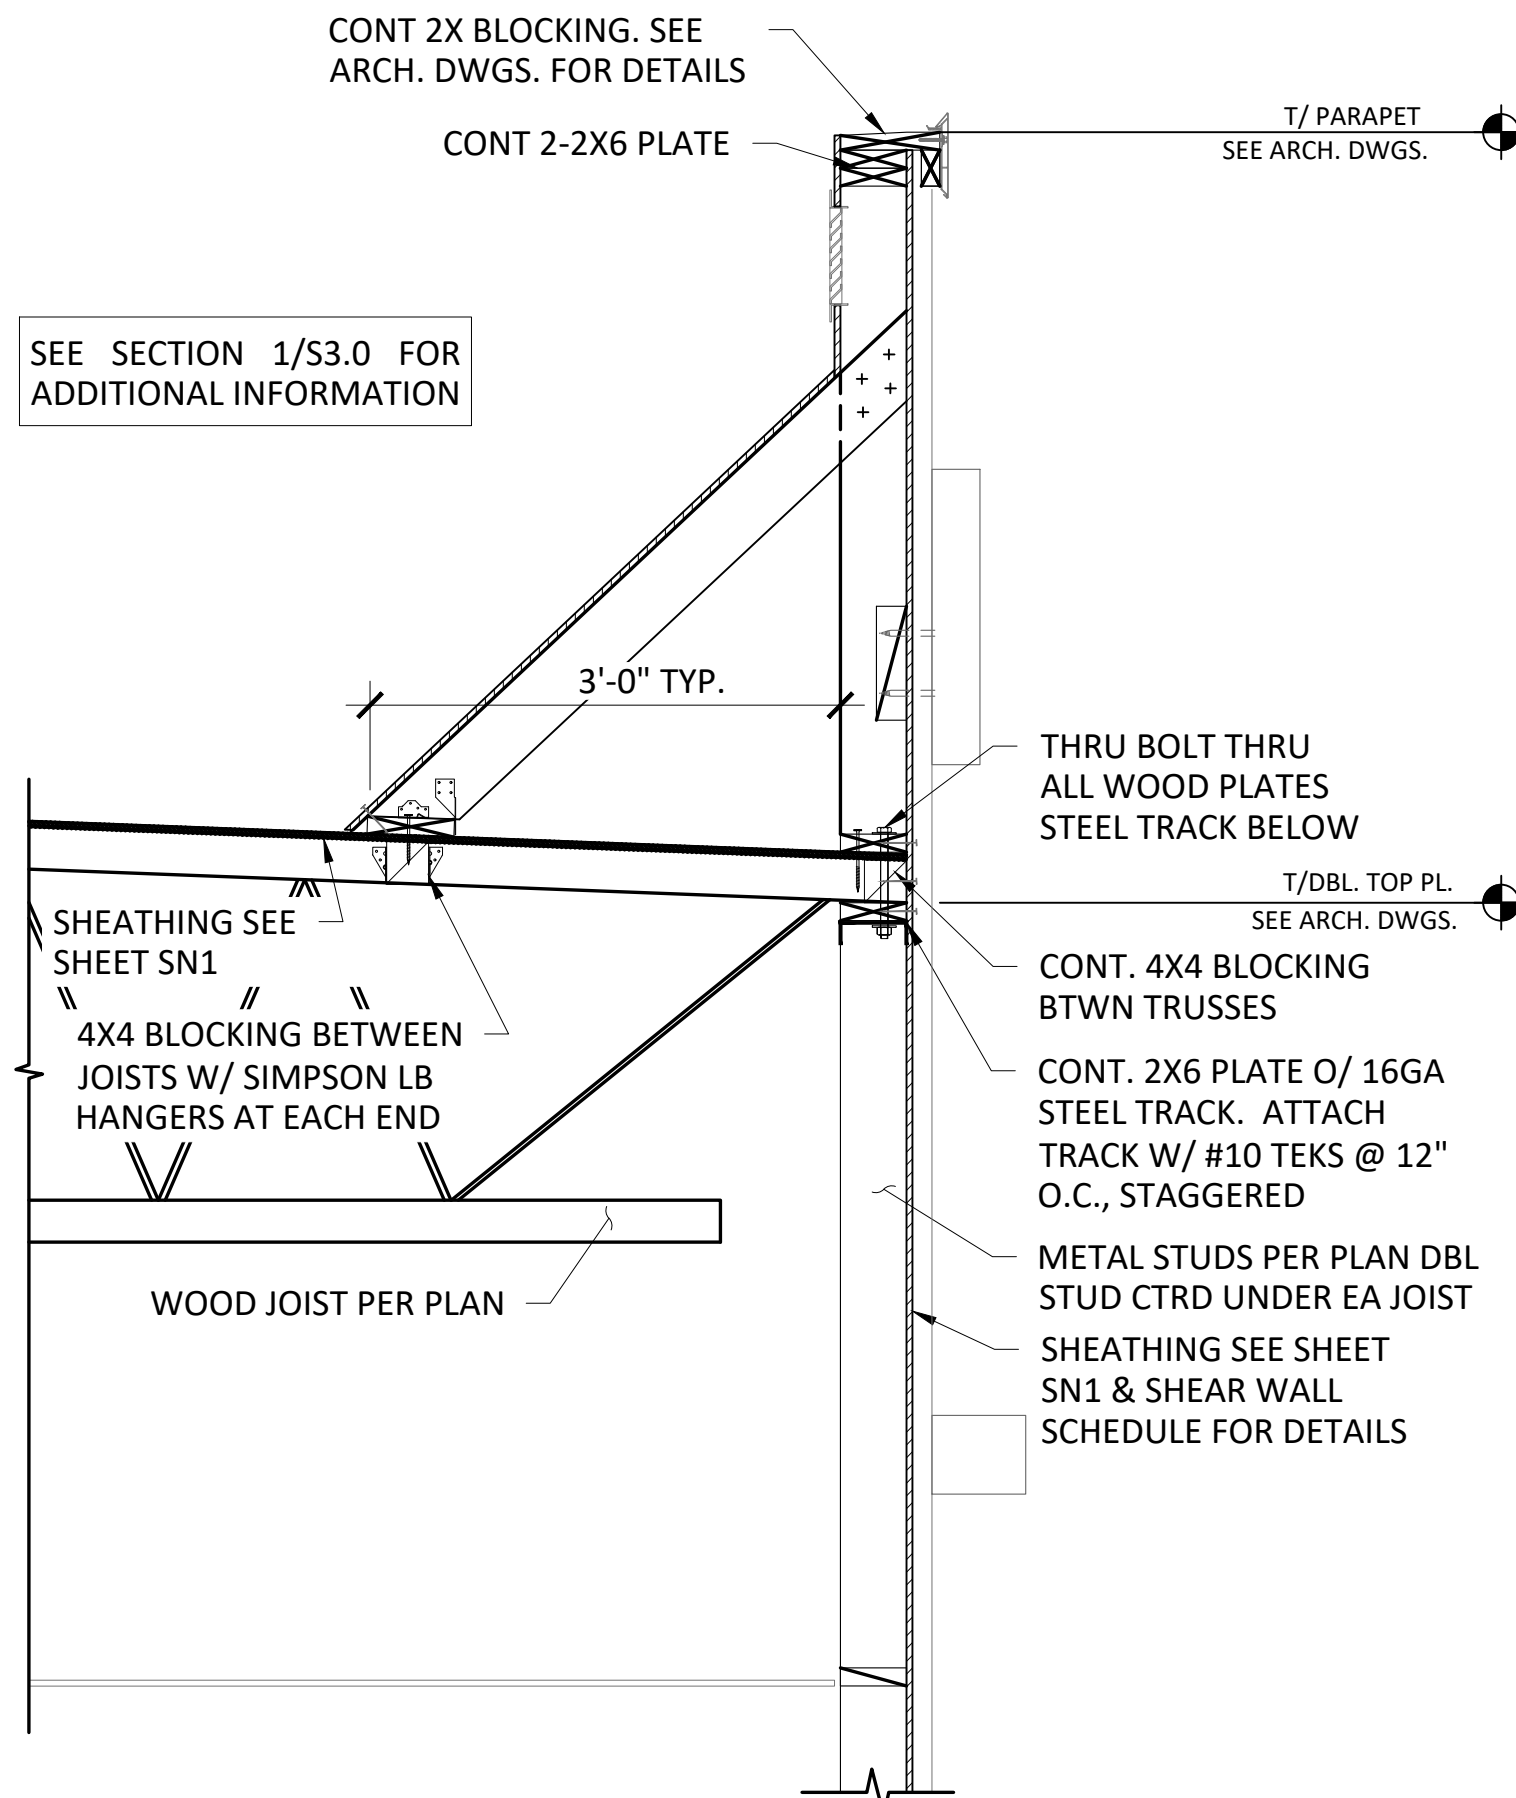 CONT 2X BLOCKING. SEE
ARCH. DWGS. FOR DETAILS
T/ PARAPET
SEE ARCH. DWGS.
CONT 2-2X6 PLATE
SEE SECTION 1/S3.0 FOR
ADDITIONAL INFORMATION
3'-0" TYP.
THRU BOLT THRU
ALL WOOD PLATES
STEEL TRACK BELOW
T/DBL. TOP PL.
SEE ARCH. DWGS.
SHEATHING SEE
SHEET SN1
CONT. 4X4 BLOCKING
BTWN TRUSSES
4X4 BLOCKING BETWEEN
JOISTS W/ SIMPSON LB
HANGERS AT EACH END
CONT. 2X6 PLATE O/ 16GA
STEEL TRACK. ATTACH
TRACK W/ #10 TEKS @ 12"
O.C., STAGGERED
METAL STUDS PER PLAN DBL
STUD CTRD UNDER EA JOIST
WOOD JOIST PER PLAN
SHEATHING SEE SHEET
SN1 & SHEAR WALL
SCHEDULE FOR DETAILS